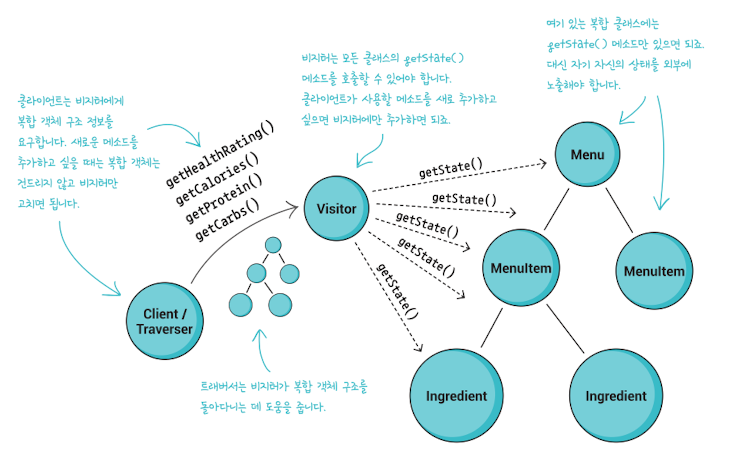 여기 있는 복합 클래스에는
getState() 메소드만 있으면 되죠.
대신 자기 자신의 상태를 외부에
노출해야 합니다.
비지터는 모든 클래스의 getState()
메소드를 호출할 수 있어야 합니다.
클라이언트가 사용할 메소드를 새로 추가하고
싶으면 비지터에만 추가하면 되죠.
클라이언트는 비지터에게
복합 객체 구조 정보를
요구합니다. 새로운 메소드를
추가하고 싶을 때는 복합 객체는
건드리지 않고 비지터만
고치면 됩니다.
getHealthRating()
getCalories()
getProtein()
getCarbs()
Visitor
getState()
getState()
getState()
getState()
getState()
Menu
MenuItem
MenuItem
Client /
Traverser
Ingredient
Ingredient
트래버서는 비지터가 복합 객체 구조를
돌아다니는 데 도움을 줍니다.